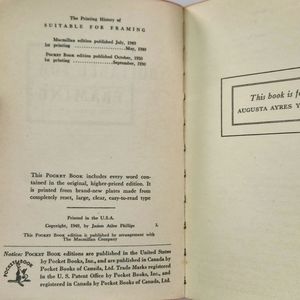 The Printing History of
SUITABLE FOR FRAMING
Macmillan edition published July, 1949
1st printing May, 1949
POCKET BOOK edition published October, 1950
1st printing September, 1950
This POCKET BOOK includes every word con-
tained in the original, higher-priced edition. It
is printed from brand-new plates made from
completely reset, large, clear, easy-to-read type
Printed in the U.S.A.
Copyright, 1949, by James Atlee Phillips
This POCKET BOOK edition is published by arrangement with
The Macmillan Company
Notice: POCKET BOOK editions are published in the United States
by Pocket Books, Inc., and are published in Canada by
Pocket Books of Canada, Ltd. Trade Marks registered
in the U. S. Patent Office by Pocket Books, Inc., and
registered in Canada by Pocket Books of Canada, Ltd.
POCKET BOOK
This book is f
AUGUSTA AYRES Y